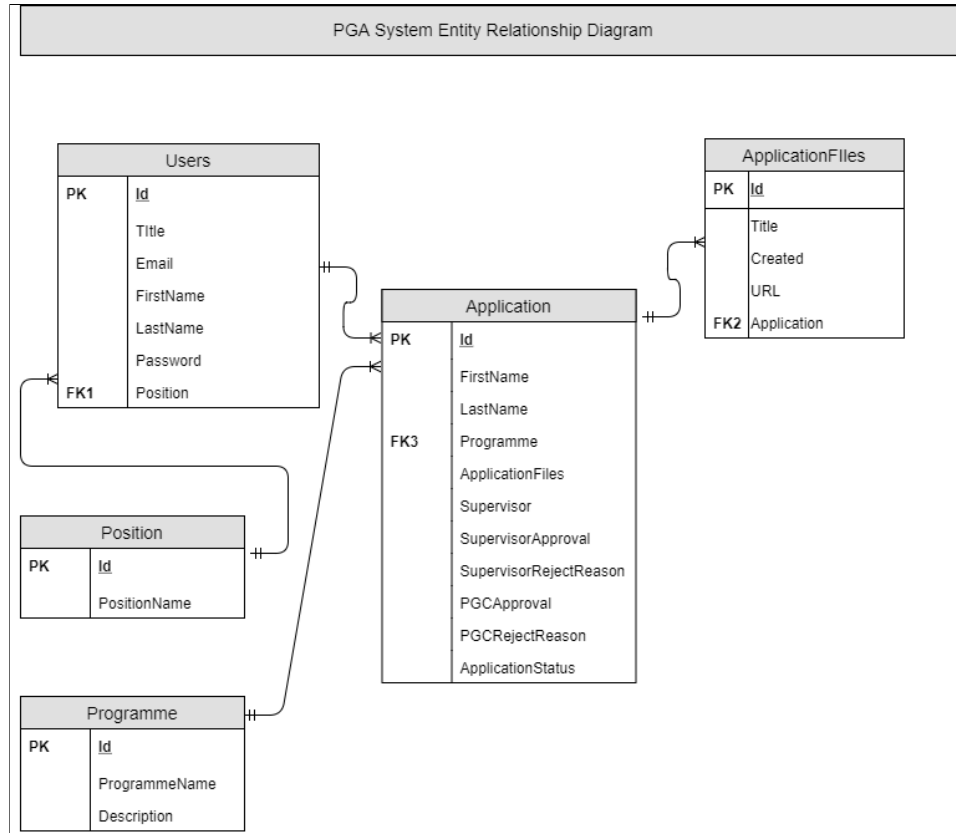 PGA System Entity Relationship Diagram
Users
PK Id
TItle
Email
FirstName
LastName
Password
FK1 Position
ApplicationFIles
PK Id
Title
Created
URL
FK2 Application
Application
PK Id
FirstName
LastName
FK3 Programme
ApplicationFiles
Supervisor
SupervisorApproval
SupervisorRejectReason
PGCApproval
PGCRejectReason
ApplicationStatus
Position
PK Id
PositionName
Programme
PK Id
ProgrammeName
Description